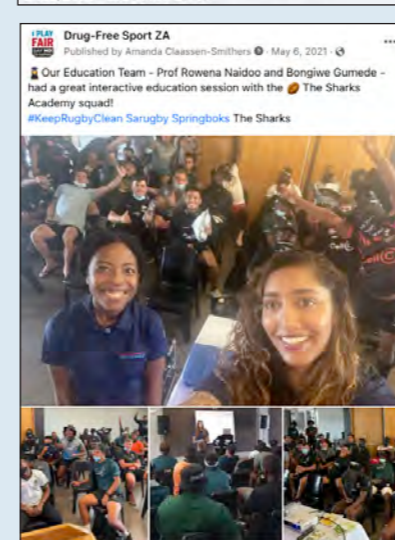 I PLAY
FAIR
Drug-Free Sport ZA
Published by Amanda Claassen-Smithers · May 6, 2021 ·
Our Education Team - Prof Rowena Naidoo and Bongiwe Gumede -
had a great interactive education session with the 🏉 The Sharks
Academy squad!
#KeepRugbyClean Sarugby Springboks The Sharks